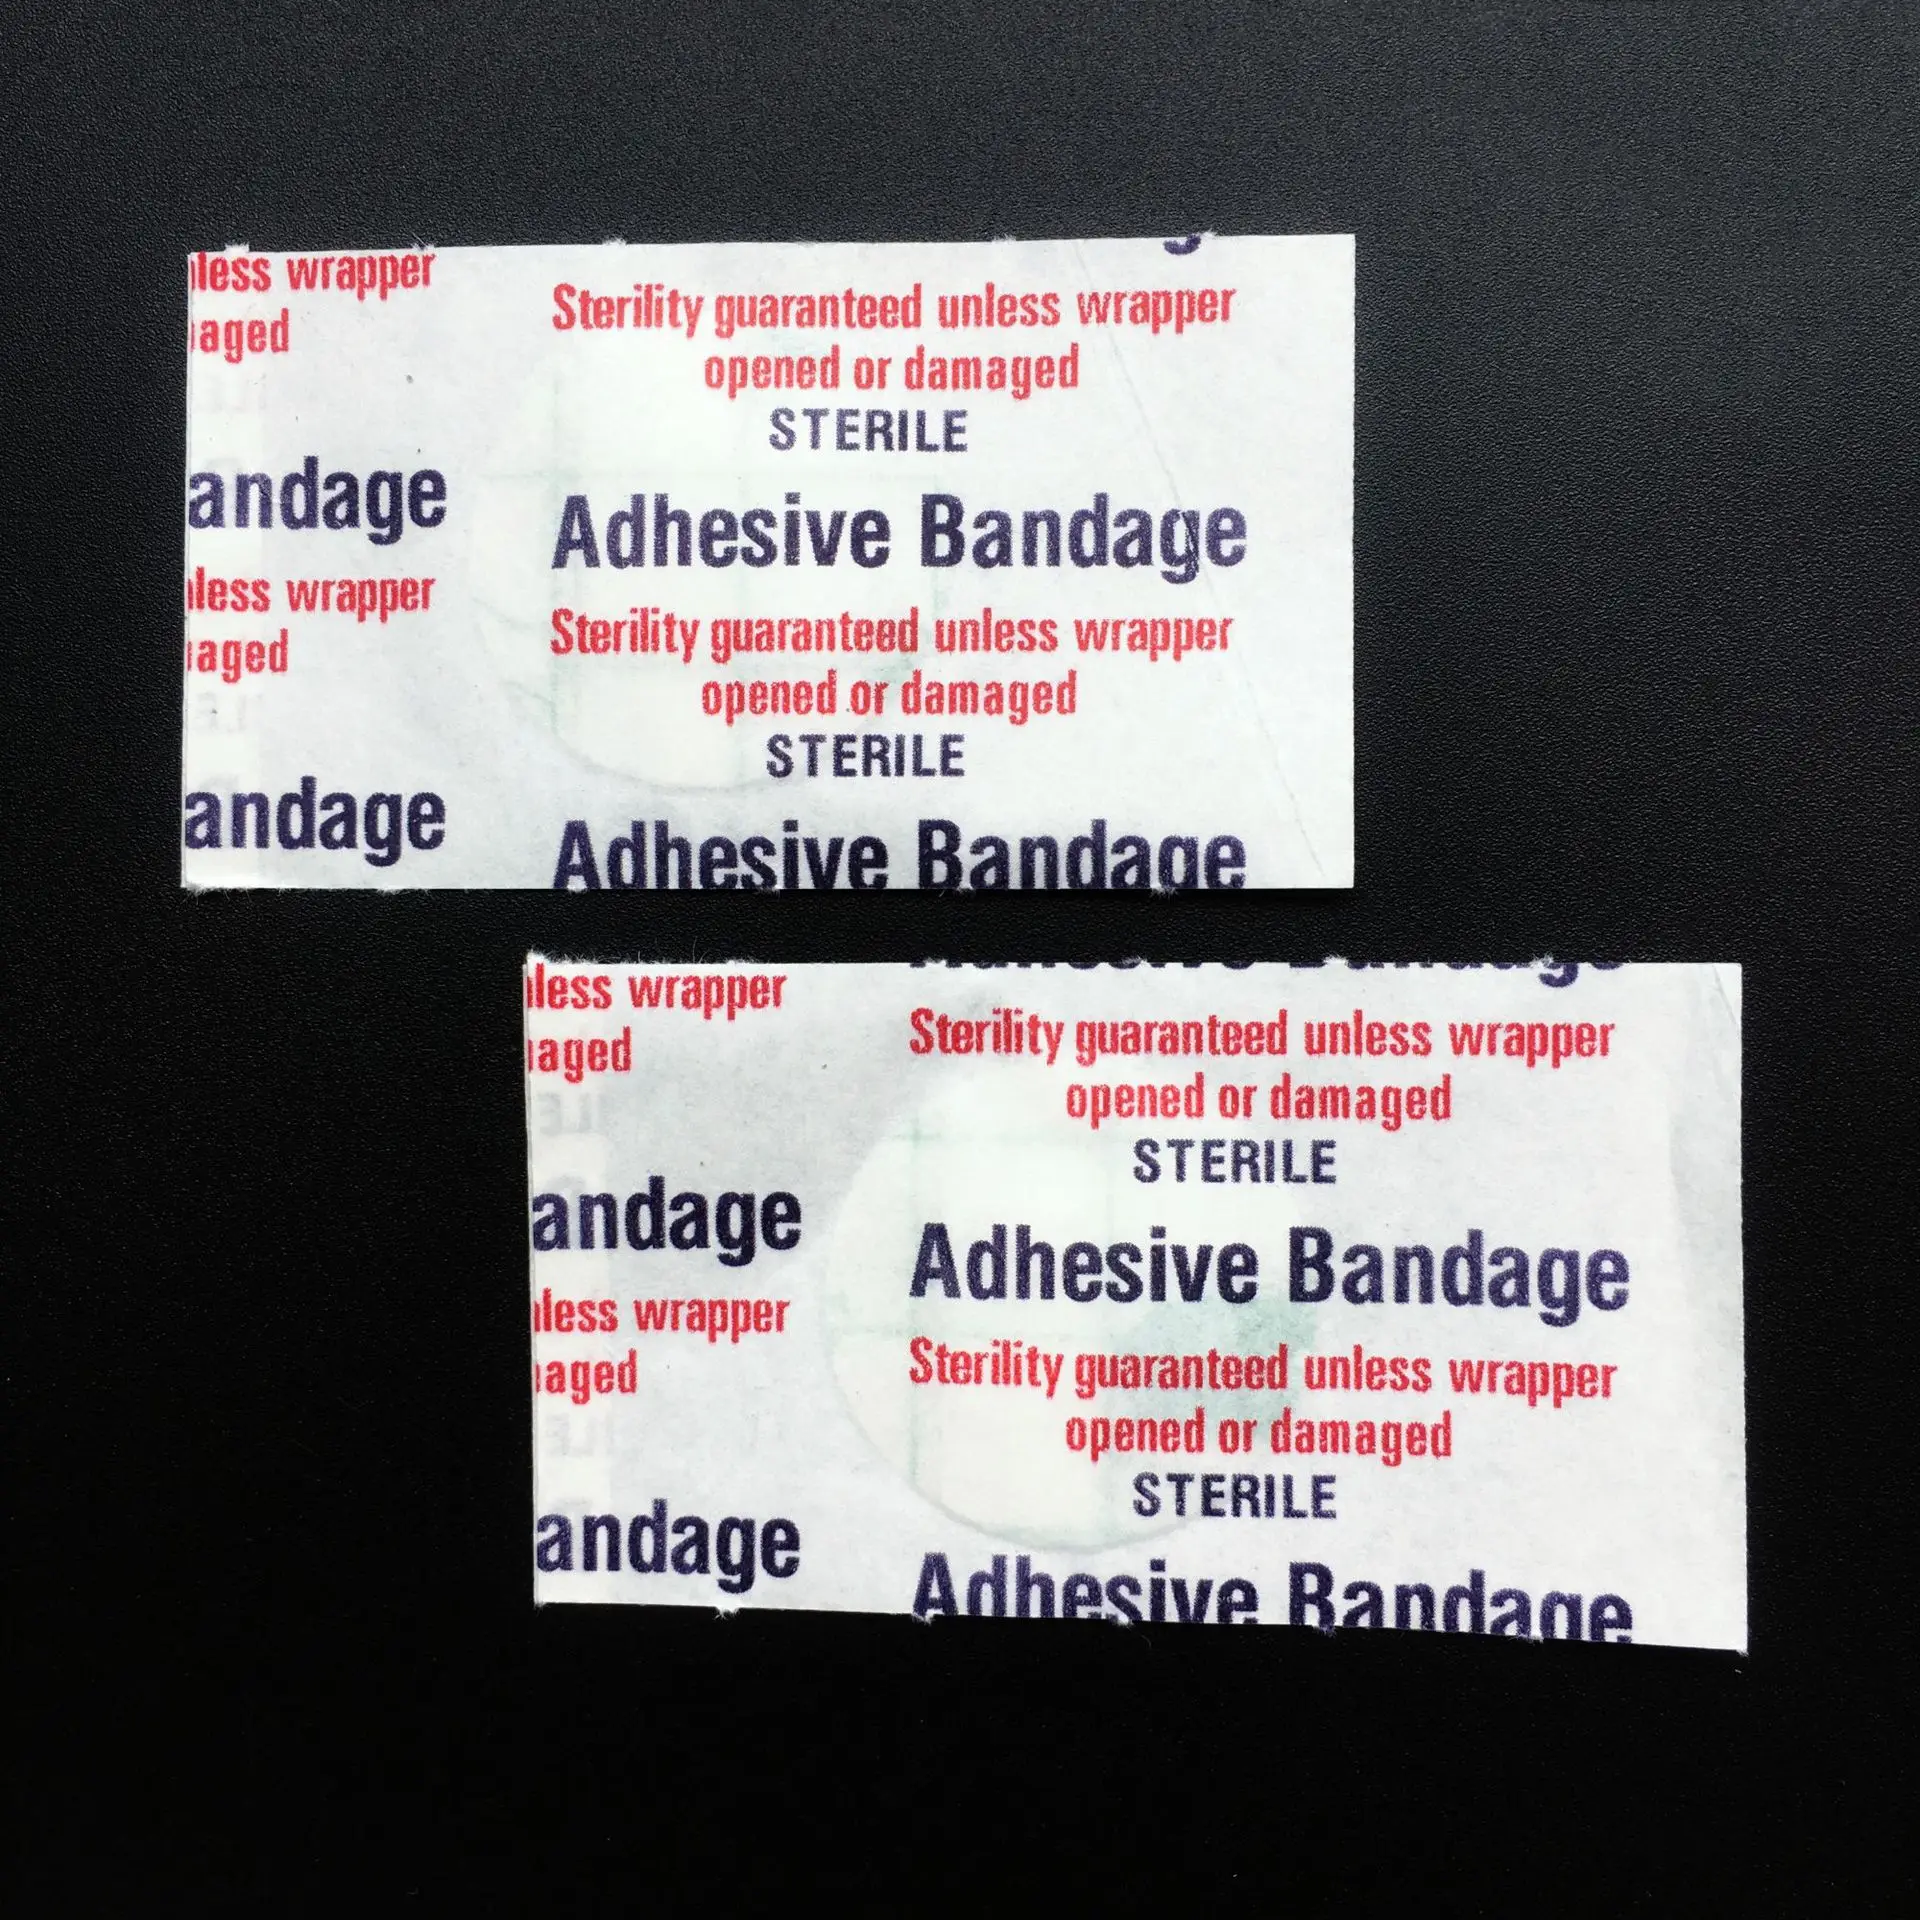 less wrapper
aged
andage
less wrapper
aged
andage
Sterility guaranteed unless wrapper
opened or damaged
STERILE
Adhesive Bandage
Sterility guaranteed unless wrapper
opened or damaged
STERILE
Adhesive Bandage
less wrapper
aged
andage
less wrapper
aged
andage
Adhesive Bandage
Sterility guaranteed unless wrapper
opened or damaged
STERILE
Adhesive Bandage
Sterility guaranteed unless wrapper
opened or damaged
STERILE
Adhesive Bandage